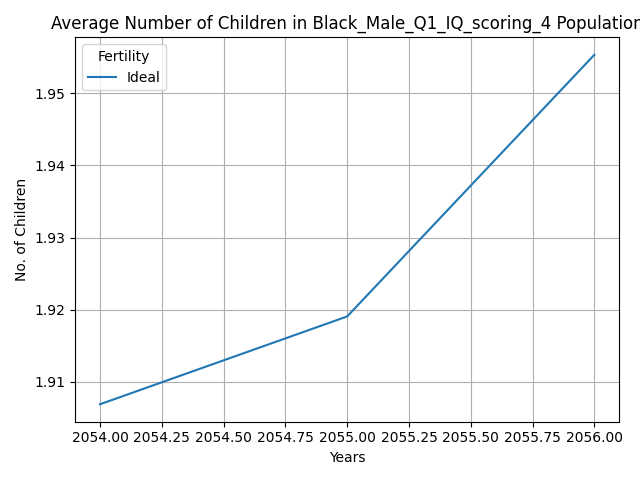 Average Number of Children in Black_Male_Q1_IQ_scoring_4 Population
Fertility
Ideal
1.95
1.94
1.93
1.92
1.91
No. of Children
2054.00 2054.25 2054.50 2054.75 2055.00 2055.25 2055.50 2055.75 2056.00
Years